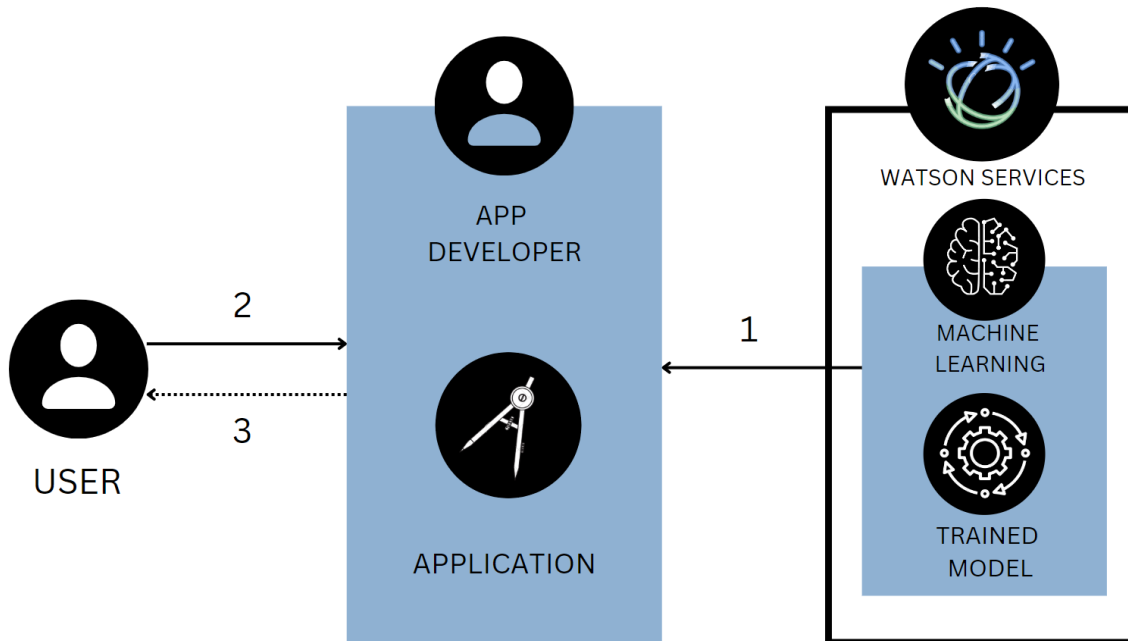 WATSON SERVICES
APP
DEVELOPER
2
1
MACHINE
LEARNING
3
USER
APPLICATION
TRAINED
MODEL